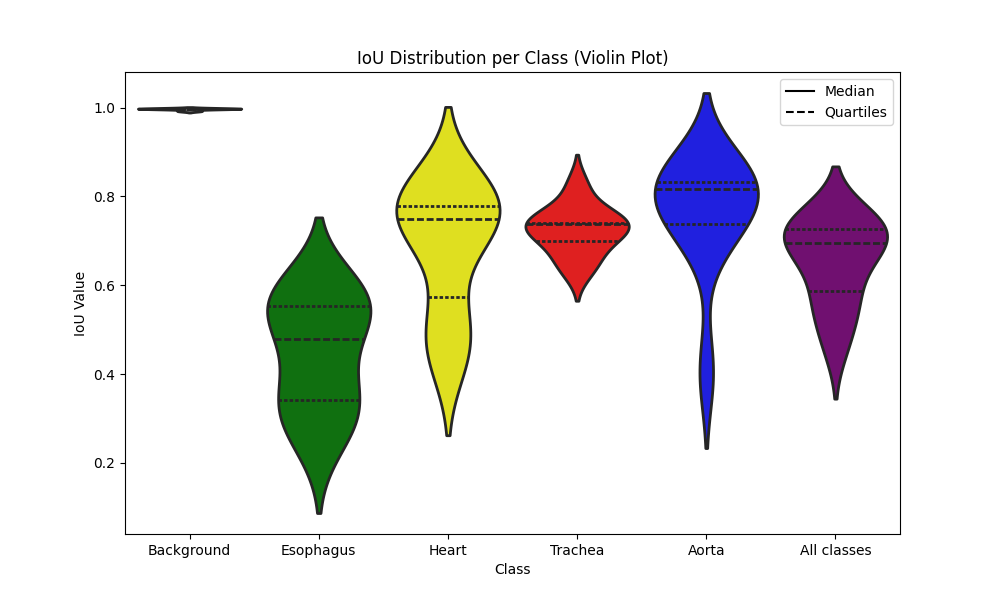 IoU Distribution per Class (Violin Plot)
Median
Quartiles
1.0
0.8
0.6
0.4
0.2
IoU Value
Background Esophagus Heart Trachea Aorta All classes
Class